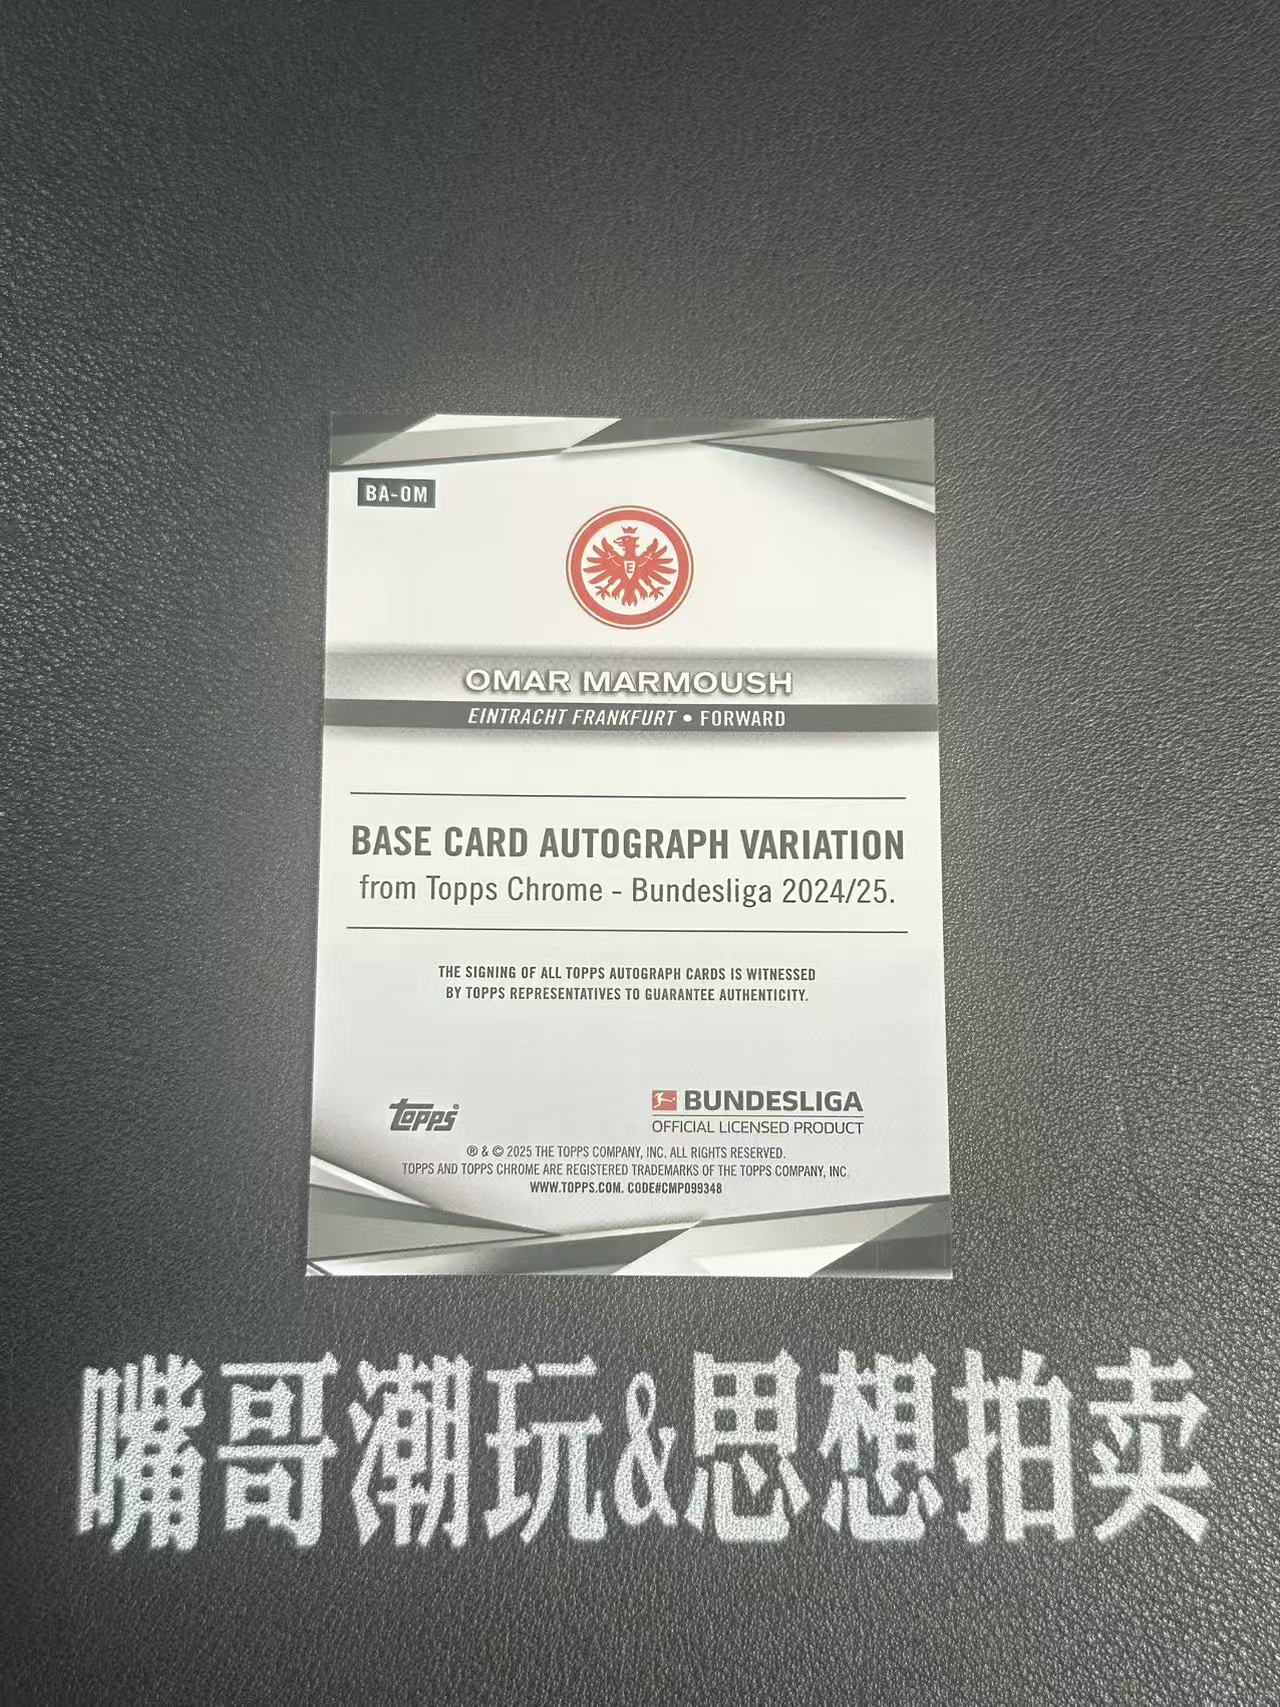 BA-OM
E
OMAR MARMOUSH
EINTRACHT FRANKFURT • FORWARD
BASE CARD AUTOGRAPH VARIATION
from Topps Chrome - Bundesliga 2024/25.
THE SIGNING OF ALL TOPPS AUTOGRAPH CARDS IS WITNESSED
BY TOPPS REPRESENTATIVES TO GUARANTEE AUTHENTICITY.
topps®
BUNDESLIGA
OFFICIAL LICENSED PRODUCT
® & © 2025 THE TOPPS COMPANY, INC. ALL RIGHTS RESERVED.
TOPPS AND TOPPS CHROME ARE REGISTERED TRADEMARKS OF THE TOPPS COMPANY, INC.
WWW.TOPPS.COM. CODE#CMP099348
嘴哥潮玩&思想拍卖